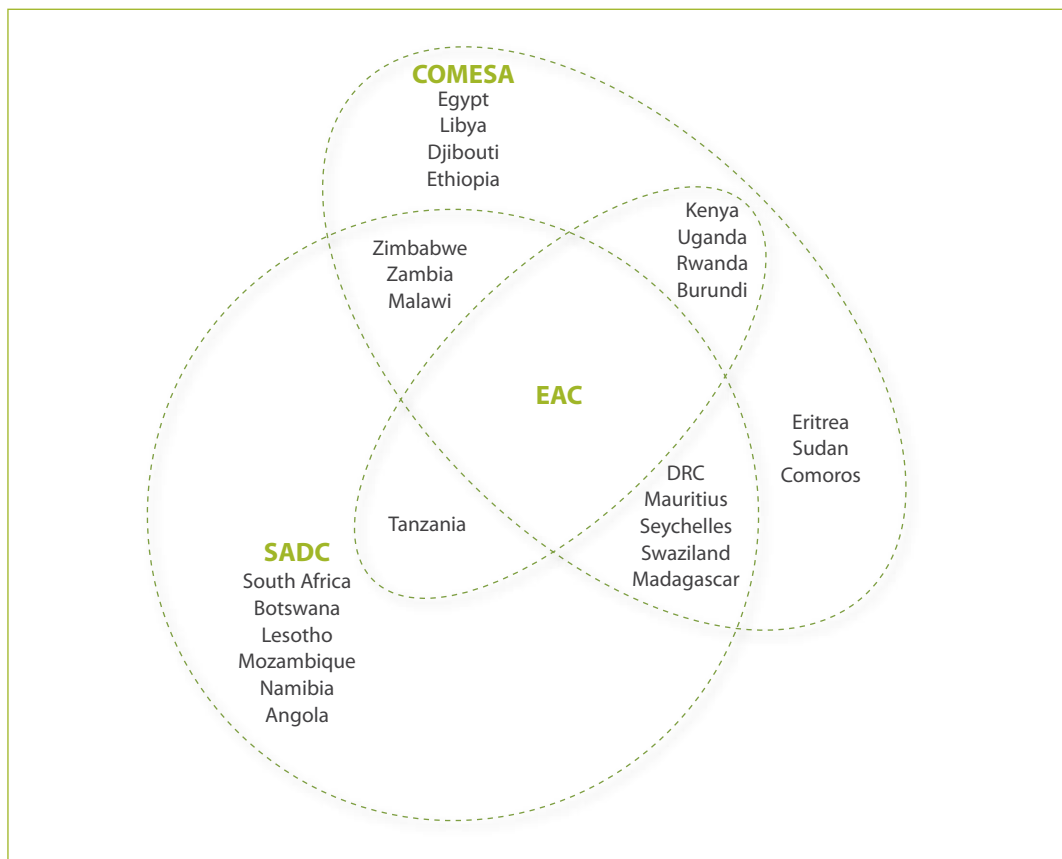 COMESA
Egypt
Libya
Djibouti
Ethiopia
Kenya
Uganda
Rwanda
Burundi
Zimbabwe
Zambia
Malawi
EAC
Eritrea
Sudan
Comoros
DRC
Mauritius
Seychelles
Swaziland
Madagascar
Tanzania
SADC
South Africa
Botswana
Lesotho
Mozambique
Namibia
Angola